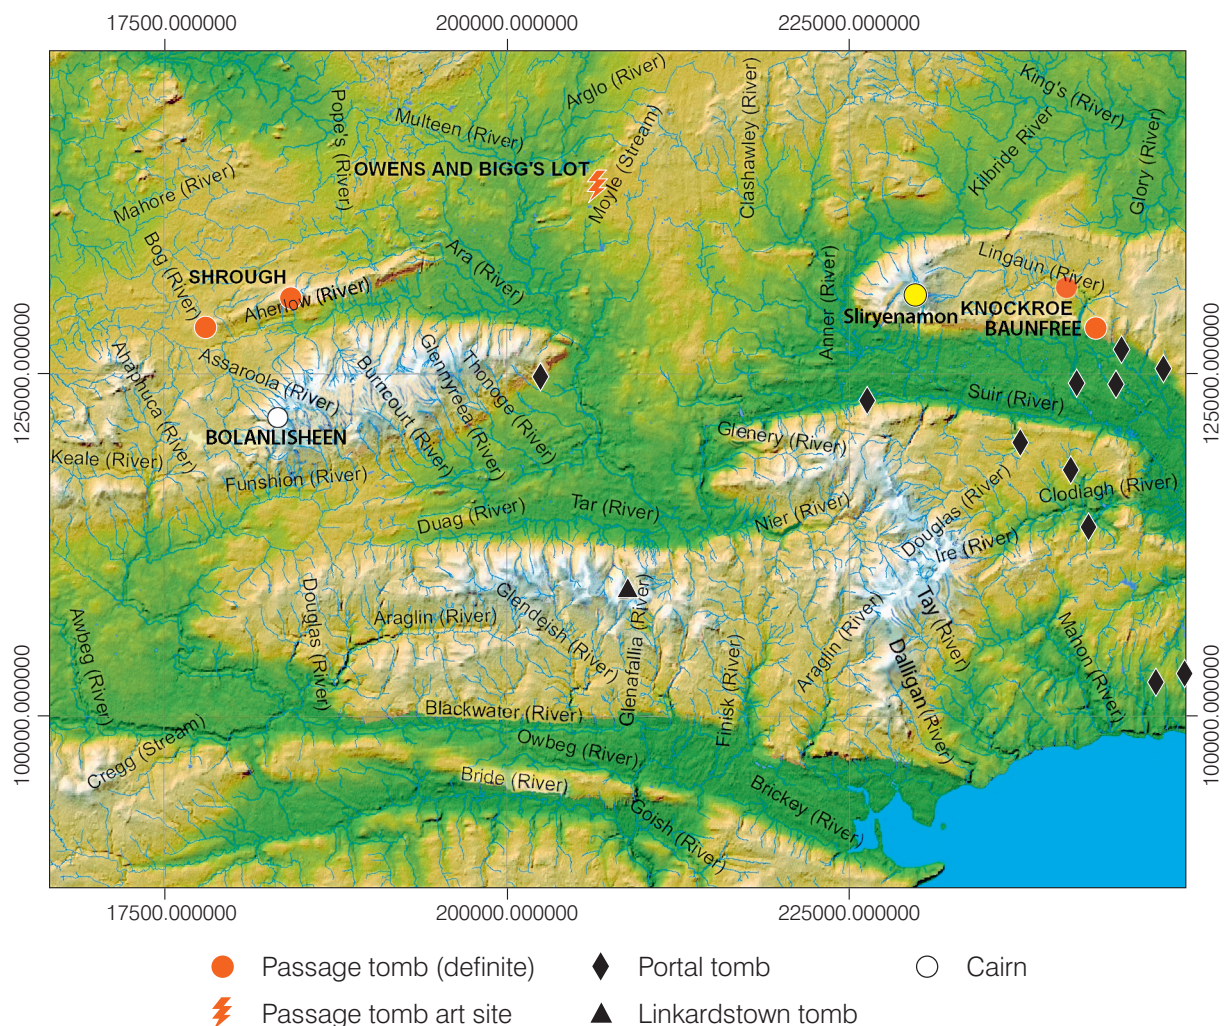 17500.000000 200000.000000 225000.000000
Arglo (River)
King's (River)
Pope's (River)
Multeen (River)
Clashawley (River)
Kilbride River
Glory (River)
OWENS AND BIGG'S LOT
Moyle (Stream)
Mahore (River)
Bog (River)
SHROUGH
Ara (River)
Aherlow (River)
Anner (River)
Lingaun (River)
Sliryenamon
KNOCKROE
BAUNFREE
125000.000000
125000.000000
Ahaphuca (River)
Assaroola (River)
Burncourt (River)
Glennyreea (River)
Thonoge (River)
BOLANLISHEEN
Suir (River)
Glenery (River)
Keale (River)
Funshion (River)
Duag (River)
Tar (River)
Nier (River)
Douglas (River)
Clodiagh (River)
Ire (River)
Awbeg (River)
Douglas (River)
Araglin (River)
Glendeish (River)
Glenafallia (River)
Finisk (River)
Araglin (River)
Tay (River)
Dalligan (River)
Mahon (River)
100000.000000
100000.000000
Blackwater (River)
Cregg (Stream)
Owbeg (River)
Bride (River)
Goish (River)
Brickey (River)
17500.000000 200000.000000 225000.000000
Passage tomb (definite) Portal tomb Cairn
Passage tomb art site Linkardstown tomb